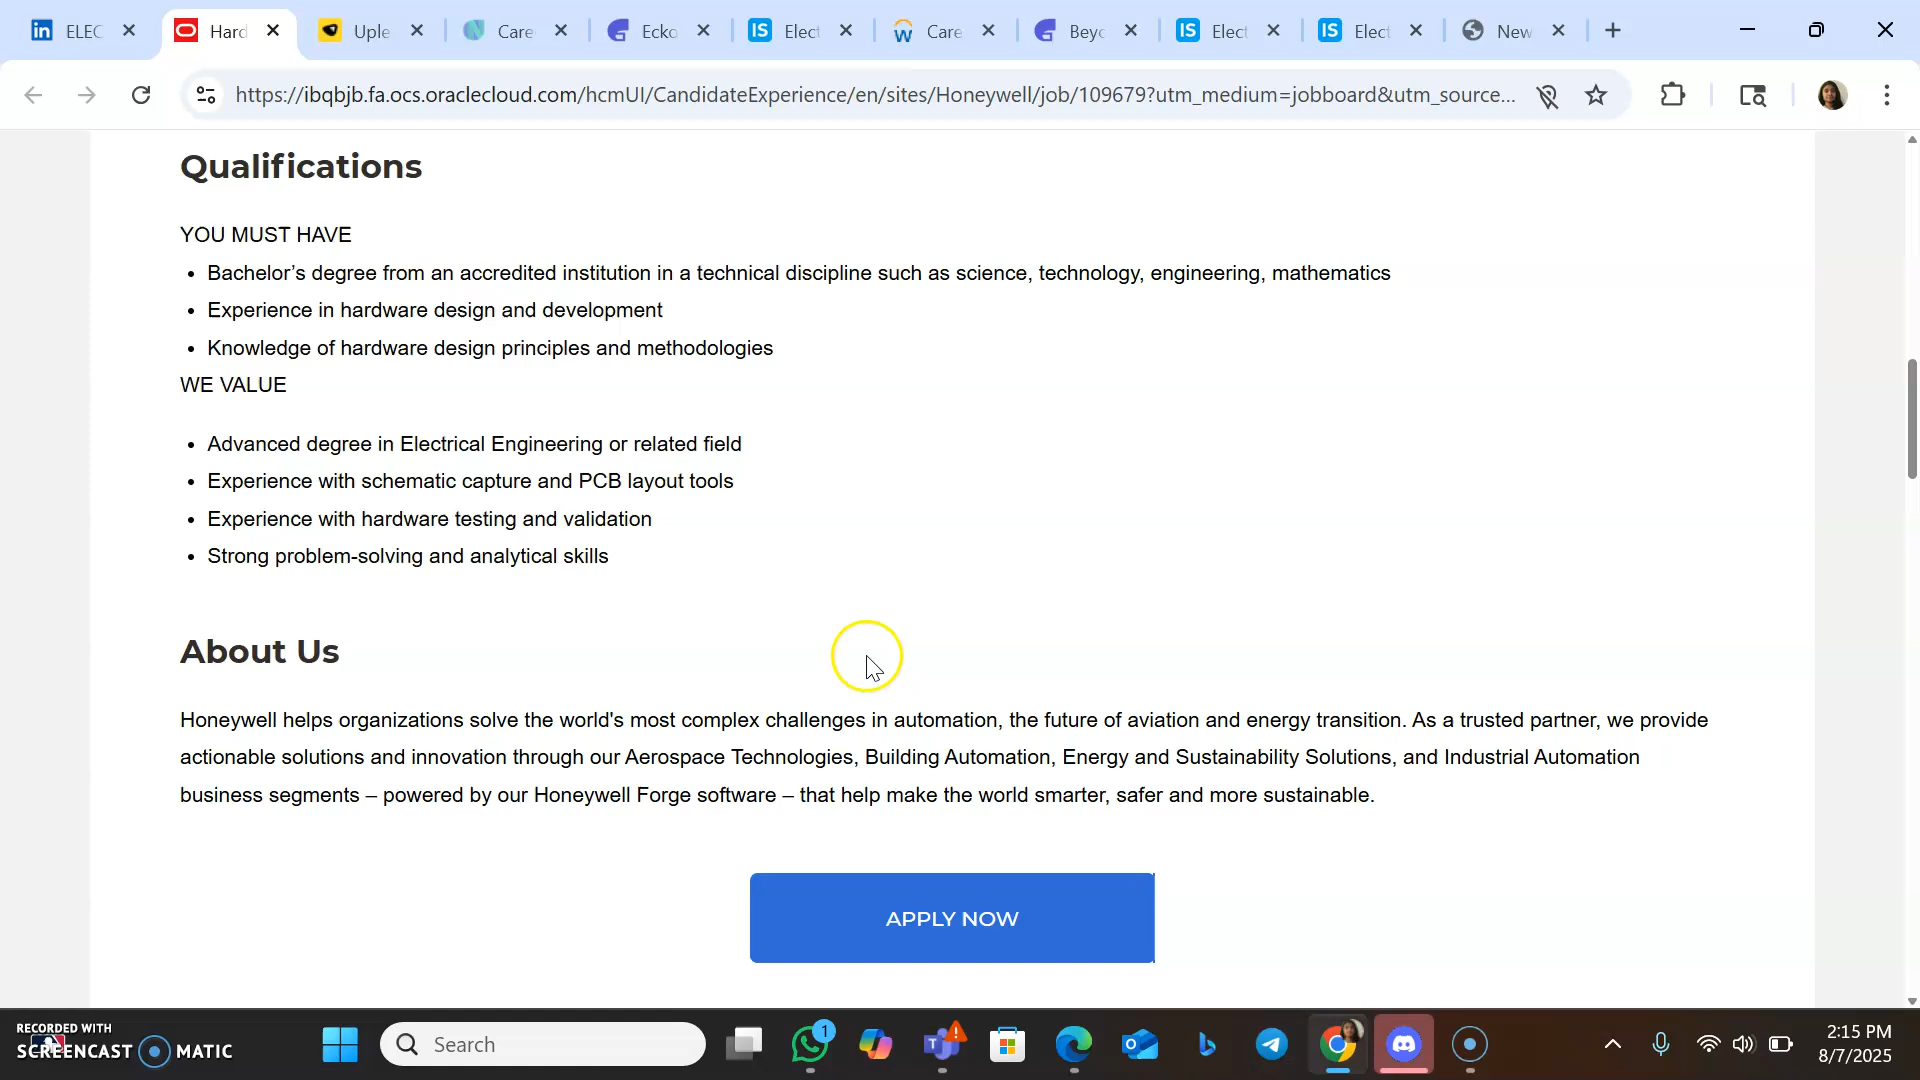 ELEC
Hard
Uple
Care
Ecko
IS Elect
Care
Beyo
IS Elect
IS Elect
New
https://ibqbjb.fa.ocs.oraclecloud.com/hcmUI/CandidateExperience/en/sites/Honeywell/job/109679?utm_medium=jobboard&utm_source...
Qualifications
YOU MUST HAVE
• Bachelor’s degree from an accredited institution in a technical discipline such as science, technology, engineering, mathematics
• Experience in hardware design and development
• Knowledge of hardware design principles and methodologies
WE VALUE
• Advanced degree in Electrical Engineering or related field
• Experience with schematic capture and PCB layout tools
• Experience with hardware testing and validation
• Strong problem-solving and analytical skills
About Us
Honeywell helps organizations solve the world's most complex challenges in automation, the future of aviation and energy transition. As a trusted partner, we provide
actionable solutions and innovation through our Aerospace Technologies, Building Automation, Energy and Sustainability Solutions, and Industrial Automation
business segments – powered by our Honeywell Forge software – that help make the world smarter, safer and more sustainable.
APPLY NOW
RECORDED WITH
SCREENCAST MATIC
Search
1
2:15 PM
8/7/2025